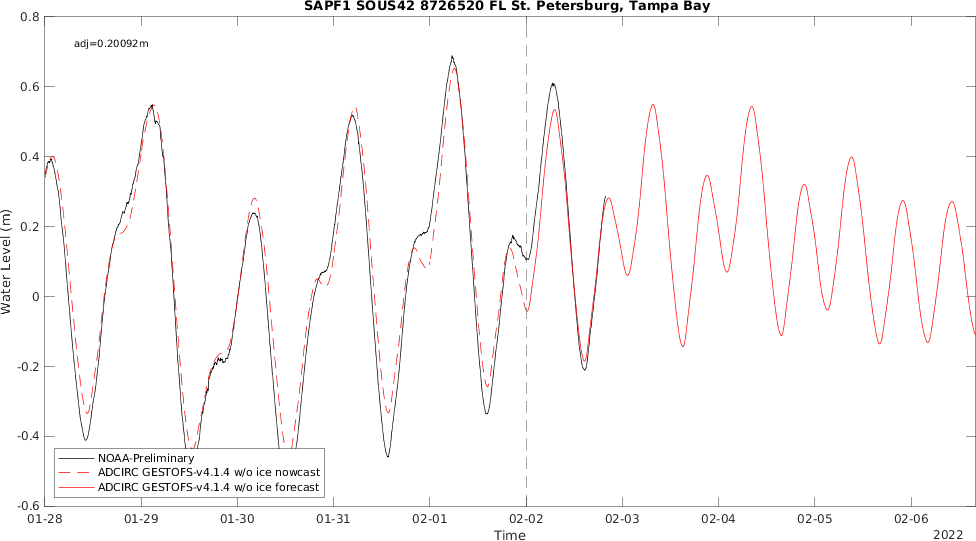 SAPF1 SOUS42 8726520 FL St. Petersburg, Tampa Bay
adj=0.20092m
0.8
0.6
0.4
0.2
0
-0.2
-0.4
-0.6
Water Level (m)
NOAA-Preliminary
ADCIRC GESTOFS-v4.1.4 w/o ice nowcast
ADCIRC GESTOFS-v4.1.4 w/o ice forecast
01-28 01-29 01-30 01-31 02-01 02-02 02-03 02-04 02-05 02-06
Time
2022